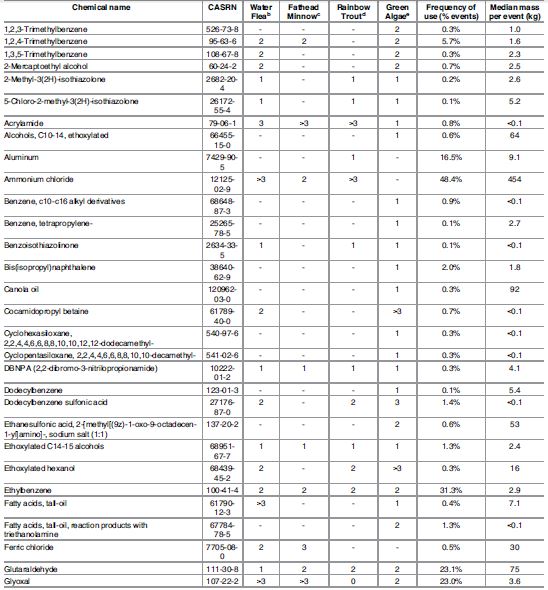 Chemical name CASRN Water Fleaᵇ Fathead Minnowᶜ Rainbow Troutᵈ Green Algaeᵉ Frequency of use (% events) Median mass per event (kg)
1,2,3-Trimethylbenzene 526-73-8 - - - 2 0.3% 1.0
1,2,4-Trimethylbenzene 95-63-6 2 2 - 2 5.7% 1.6
1,3,5-Trimethylbenzene 108-67-8 2 - - 2 0.3% 2.3
2-Mercaptoethyl alcohol 60-24-2 2 - - 2 0.7% 2.5
2-Methyl-3(2H)-isothiazolone 2682-20-4 1 - 1 1 0.2% 2.6
5-Chloro-2-methyl-3(2H)-isothiazolone 26172-55-4 1 - 1 1 0.1% 5.2
Acrylamide 79-06-1 3 >3 >3 1 0.8% <0.1
Alcohols, C10-14, ethoxylated 66455-15-0 - - - 1 0.6% 64
Aluminum 7429-90-5 - - 1 - 16.5% 9.1
Ammonium chloride 12125-02-9 >3 2 >3 - 48.4% 454
Benzene, c10-c16 alkyl derivatives 68648-87-3 - - - 1 0.9% <0.1
Benzene, tetrapropylene- 25265-78-5 - - - 1 0.1% 2.7
Benzoisothiazolinone 2634-33-5 1 - 1 1 0.1% <0.1
Bis(isopropyl)naphthalene 38640-62-9 - - - 1 2.0% 1.8
Canola oil 120962-03-0 - - - 1 0.3% 92
Cocamidopropyl betaine 61789-40-0 2 - - >3 0.7% <0.1
Cyclohexasiloxane, 2,2,4,4,6,6,8,8,10,10,12,12-dodecamethyl- 540-97-6 - - - 1 0.3% <0.1
Cyclopentasiloxane, 2,2,4,4,6,6,8,8,10,10-decamethyl- 541-02-6 - - - 1 0.3% <0.1
DBNPA (2,2-dibromo-3-nitrilopropionamide) 10222-01-2 1 1 1 1 0.3% 4.1
Dodecylbenzene 123-01-3 - - - 1 0.1% 5.4
Dodecylbenzene sulfonic acid 27176-87-0 2 - 2 3 1.4% <0.1
Ethanesulfonic acid, 2-[methyl[(9z)-1-oxo-9-octadecen-1-yl]amino]-, sodium salt (1:1) 137-20-2 - - - 2 0.6% 53
Ethoxylated C14-15 alcohols 68951-67-7 1 1 1 1 1.3% 2.4
Ethoxylated hexanol 68439-45-2 2 - 2 >3 0.3% 16
Ethylbenzene 100-41-4 2 2 2 2 31.3% 2.9
Fatty acids, tall-oil 61790-12-3 >3 - - 1 0.4% 7.1
Fatty acids, tall-oil, reaction products with triethanolamine 67784-78-5 - - - 2 1.3% <0.1
Ferric chloride 7705-08-0 2 3 - - 0.5% 30
Glutaraldehyde 111-30-8 1 2 2 2 23.1% 75
Glyoxal 107-22-2 >3 >3 0 2 23.0% 3.6